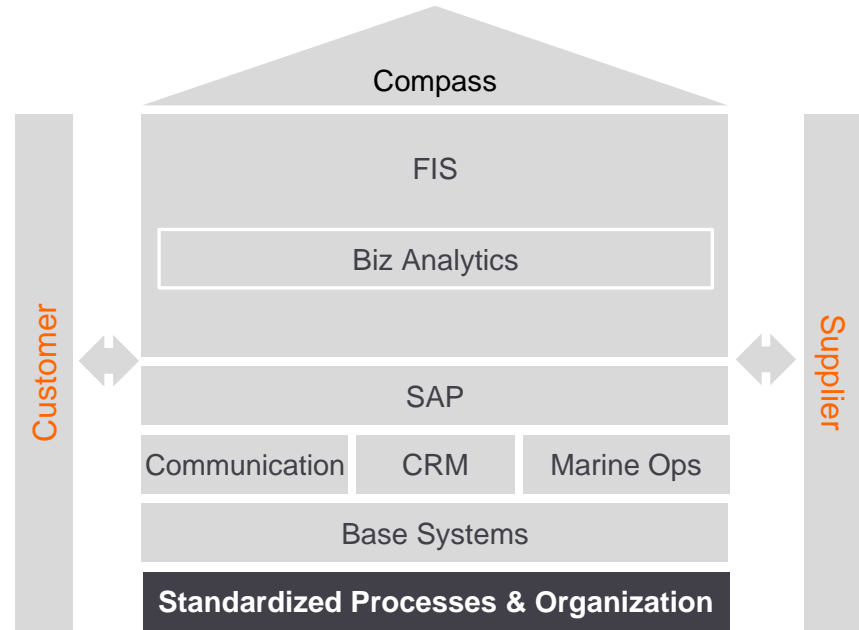 Compass
FIS
Biz Analytics
Customer
Supplier
SAP
Communication
CRM
Marine Ops
Base Systems
Standardized Processes & Organization